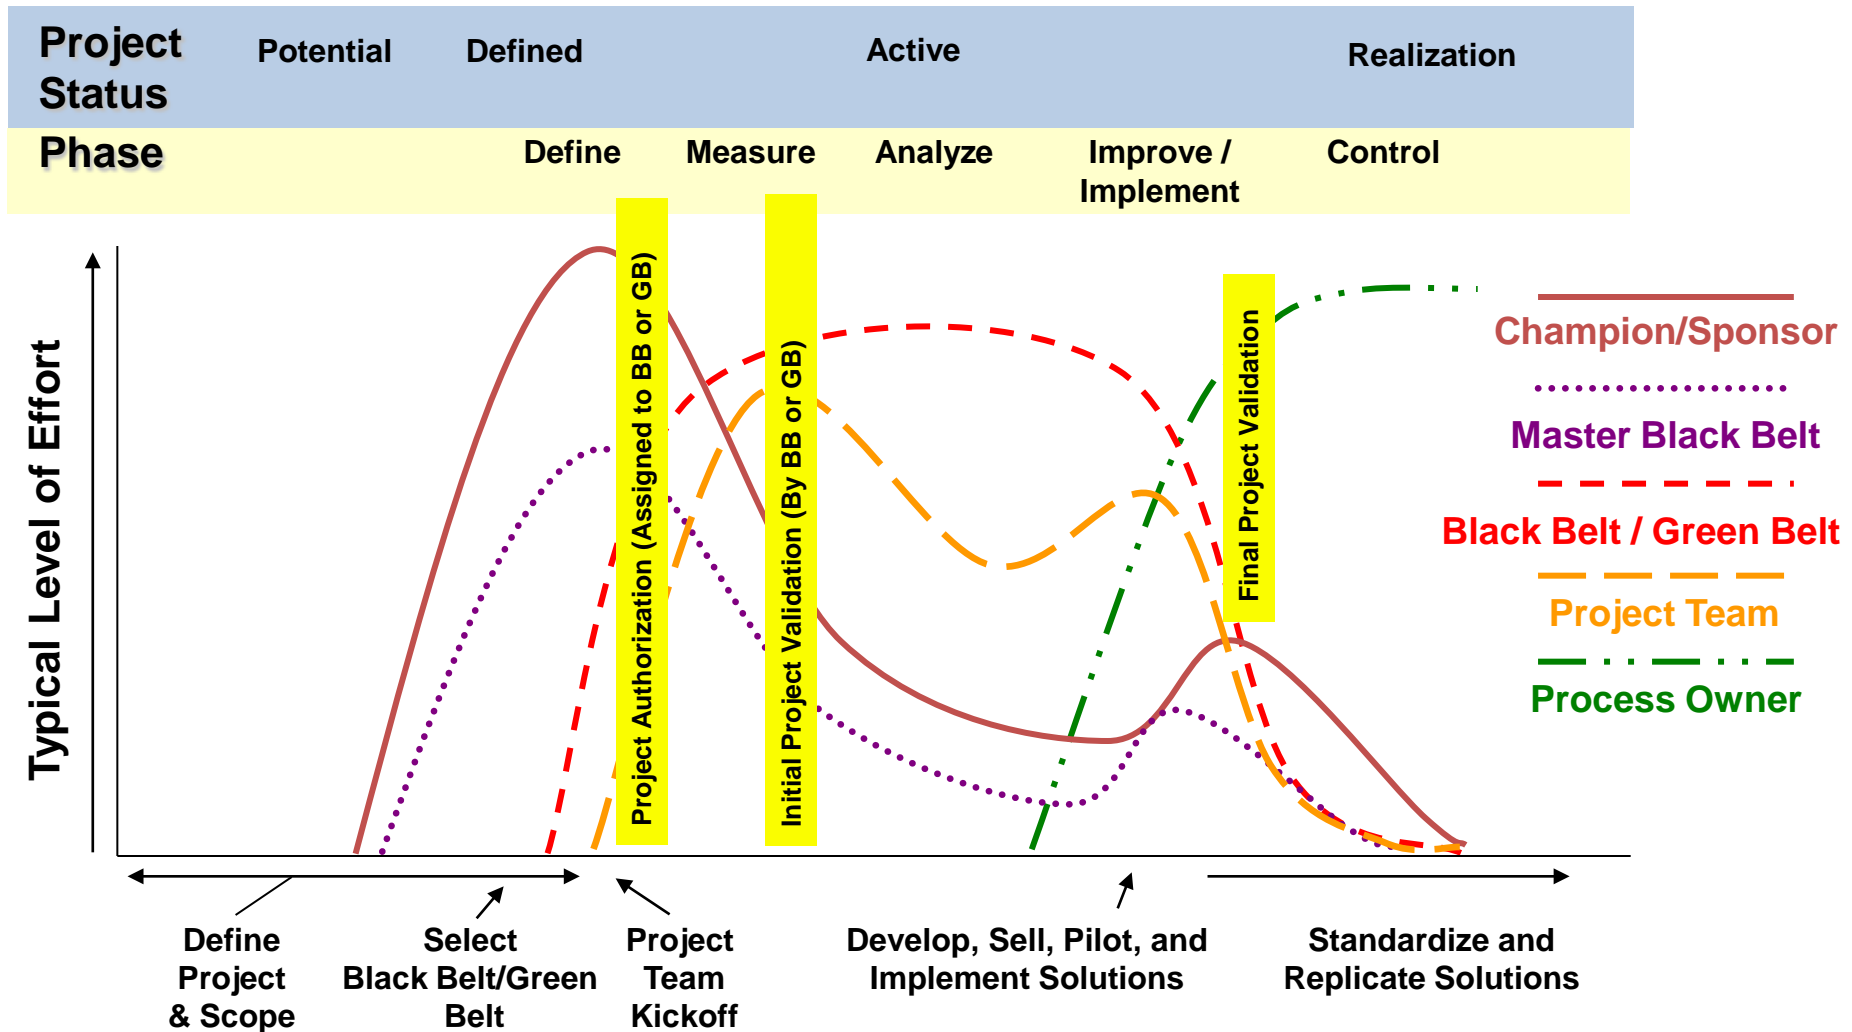 Project
Status
Potential
Defined
Active
Realization
Phase
Define
Measure
Analyze
Improve /
Implement
Control
Typical Level of Effort
Project Authorization (Assigned to BB or GB)
Initial Project Validation (By BB or GB)
Final Project Validation
Champion/Sponsor
Master Black Belt
Black Belt / Green Belt
Project Team
Process Owner
Define
Project
& Scope
Select
Black Belt/Green
Belt
Project
Team
Kickoff
Develop, Sell, Pilot, and
Implement Solutions
Standardize and
Replicate Solutions